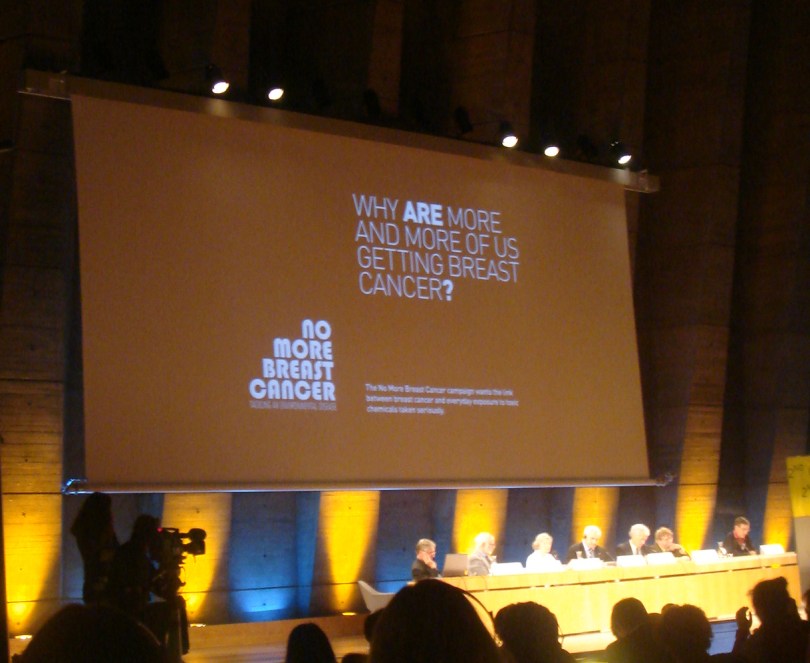 WHY ARE MORE
AND MORE OF US
GETTING BREAST
CANCER?
NO
MORE
BREAST
CANCER
The No More Breast Cancer campaign wants the link
between breast cancer and everyday exposure to toxic
chemicals taken seriously.